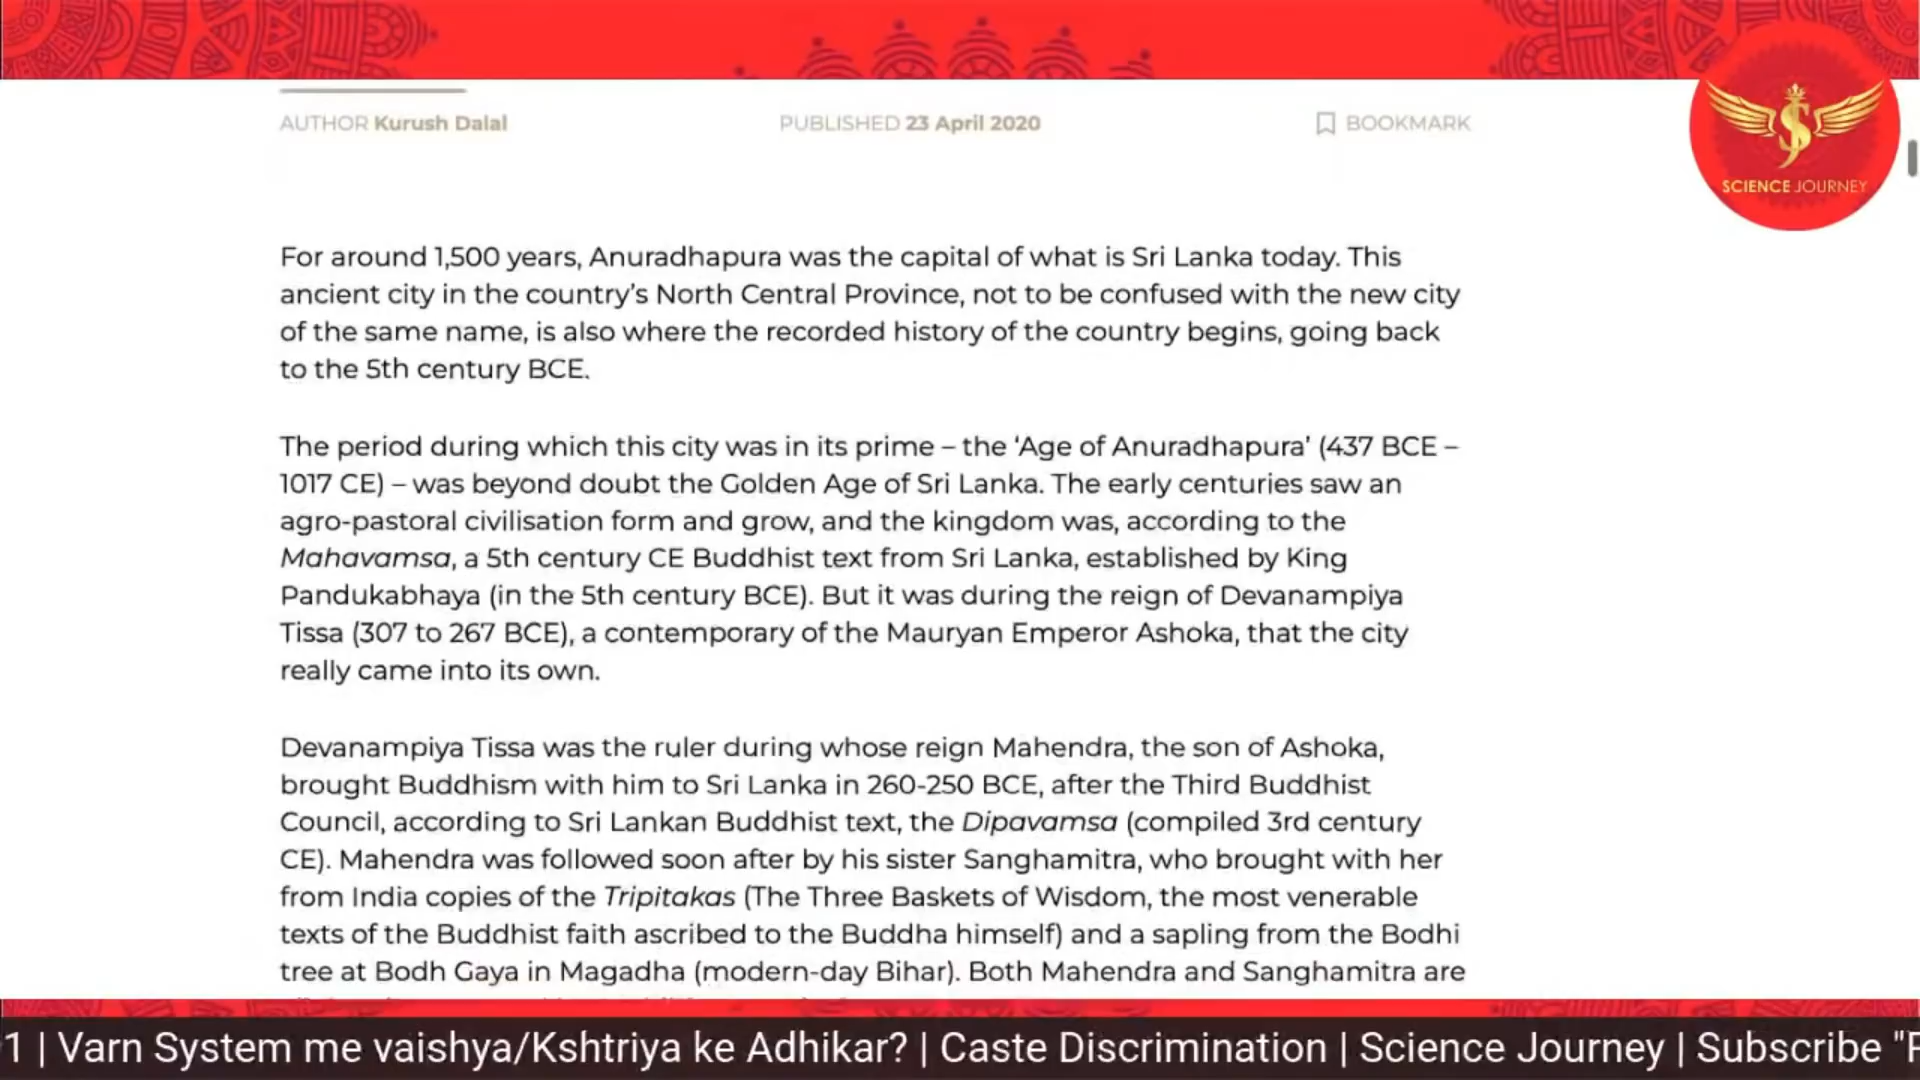 AUTHOR Kurush Dalal
PUBLISHED 23 April 2020
BOOKMARK
SCIENCE JOURNEY
For around 1,500 years, Anuradhapura was the capital of what is Sri Lanka today. This
ancient city in the country's North Central Province, not to be confused with the new city
of the same name, is also where the recorded history of the country begins, going back
to the 5th century BCE.
The period during which this city was in its prime – the ‘Age of Anuradhapura’ (437 BCE –
1017 CE) – was beyond doubt the Golden Age of Sri Lanka. The early centuries saw an
agro-pastoral civilisation form and grow, and the kingdom was, according to the
Mahavamsa, a 5th century CE Buddhist text from Sri Lanka, established by King
Pandukabhaya (in the 5th century BCE). But it was during the reign of Devanampiya
Tissa (307 to 267 BCE), a contemporary of the Mauryan Emperor Ashoka, that the city
really came into its own.
Devanampiya Tissa was the ruler during whose reign Mahendra, the son of Ashoka,
brought Buddhism with him to Sri Lanka in 260-250 BCE, after the Third Buddhist
Council, according to Sri Lankan Buddhist text, the Dipavamsa (compiled 3rd century
CE). Mahendra was followed soon after by his sister Sanghamitra, who brought with her
from India copies of the Tripitakas (The Three Baskets of Wisdom, the most venerable
texts of the Buddhist faith ascribed to the Buddha himself) and a sapling from the Bodhi
tree at Bodh Gaya in Magadha (modern-day Bihar). Both Mahendra and Sanghamitra are
1 | Varn System me vaishya/Kshtriya ke Adhikar? | Caste Discrimination | Science Journey | Subscribe "